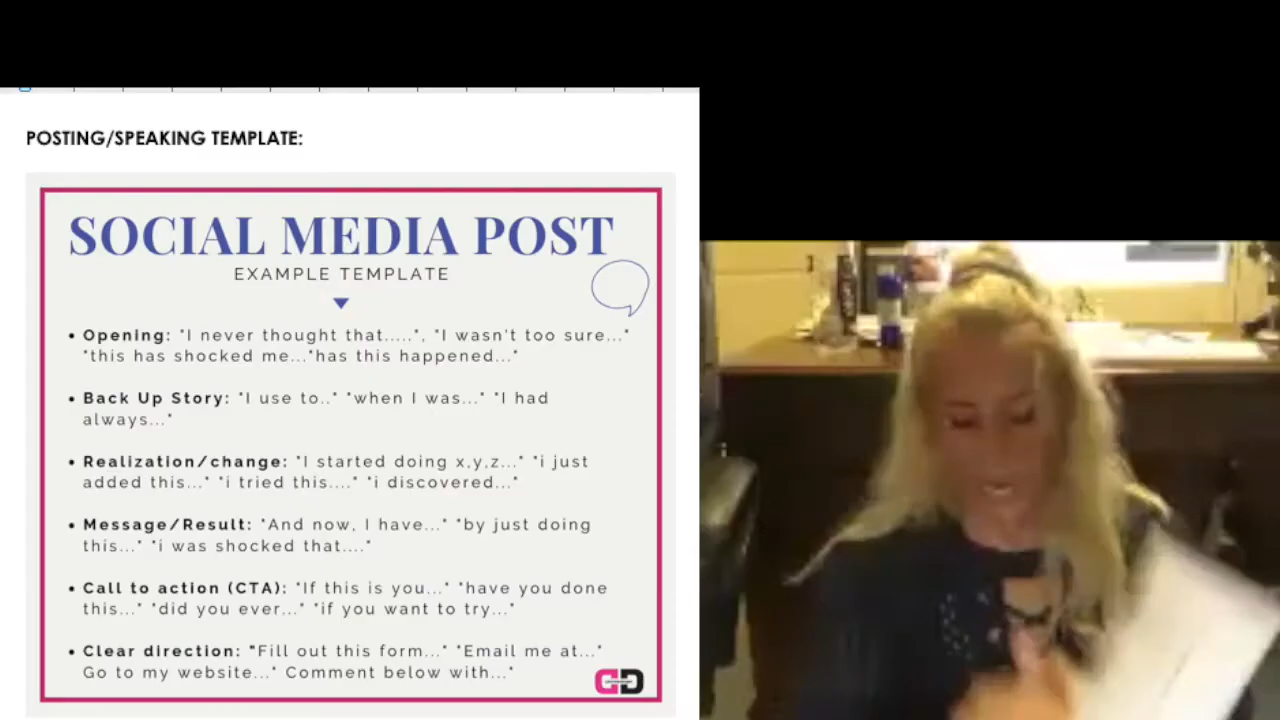 POSTING/SPEAKING TEMPLATE:
SOCIAL MEDIA POST
EXAMPLE TEMPLATE
• Opening: "I never thought that.....", "I wasn't too sure..."
"this has shocked me..."has this happened..."
• Back Up Story: "I use to.." "when I was..." "I had
always..."
• Realization/change: "I started doing x,y,z..." "i just
added this..." "i tried this...." "i discovered..."
• Message/Result: "And now, I have..." "by just doing
this..." "i was shocked that...."
• Call to action (CTA): "If this is you..." "have you done
this..." "did you ever..." "if you want to try..."
• Clear direction: "Fill out this form..." "Email me at..."
Go to my website..." Comment below with..."